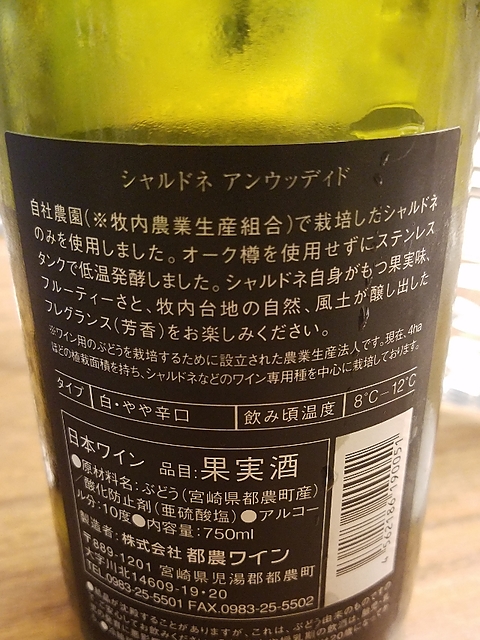 シャルドネ アンウッディド
自社農園(※牧内農業生産組合)で栽培したシャルドネ
のみを使用しました。オーク樽を使用せずにステンレス
タンクで低温発酵しました。シャルドネ自身がもつ果実味、
フルーティーさと、牧内台地の自然、風土が醸し出した
フレグランス(芳香)をお楽しみください。
※ワイン用のぶどうを栽培するために設立された農業生産法人です。現在、4ha
ほどの植栽面積を持ち、シャルドネなどのワイン専用種を中心に栽培しております。
タイプ 白・やや辛口 飲み頃温度 8℃－12℃
日本ワイン 品目:果実酒
●原材料名:ぶどう(宮崎県都農町産)
/酸化防止剤(亜硫酸塩)●アルコー
ル分:10度●内容量:750ml
製造者:株式会社 都農ワイン
〒889-1201 宮崎県児湯郡都農町
大字川北14609-19・20
TEL.0983-25-5501 FAX.0983-25-5502